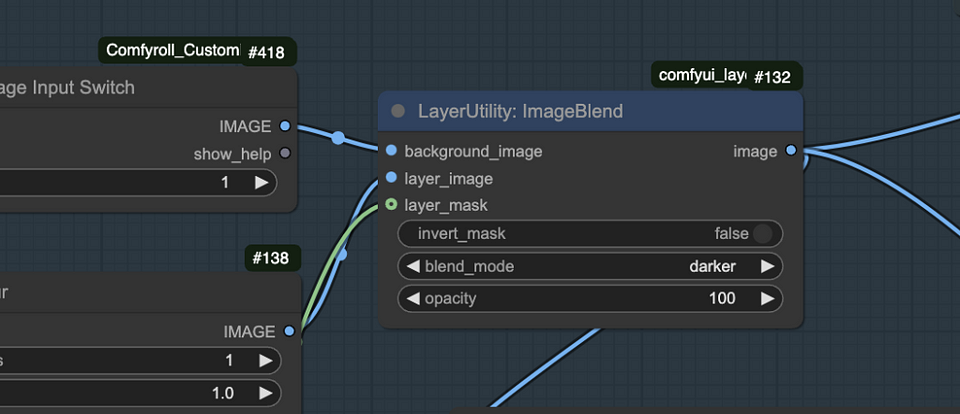 Comfyroll_Custom #418
age Input Switch
IMAGE
show_help
1
#138
IMAGE
1
1.0
comfyui_lay #132
LayerUtility: ImageBlend
background_image image
layer_image
layer_mask
invert_mask false
blend_mode darker
opacity 100